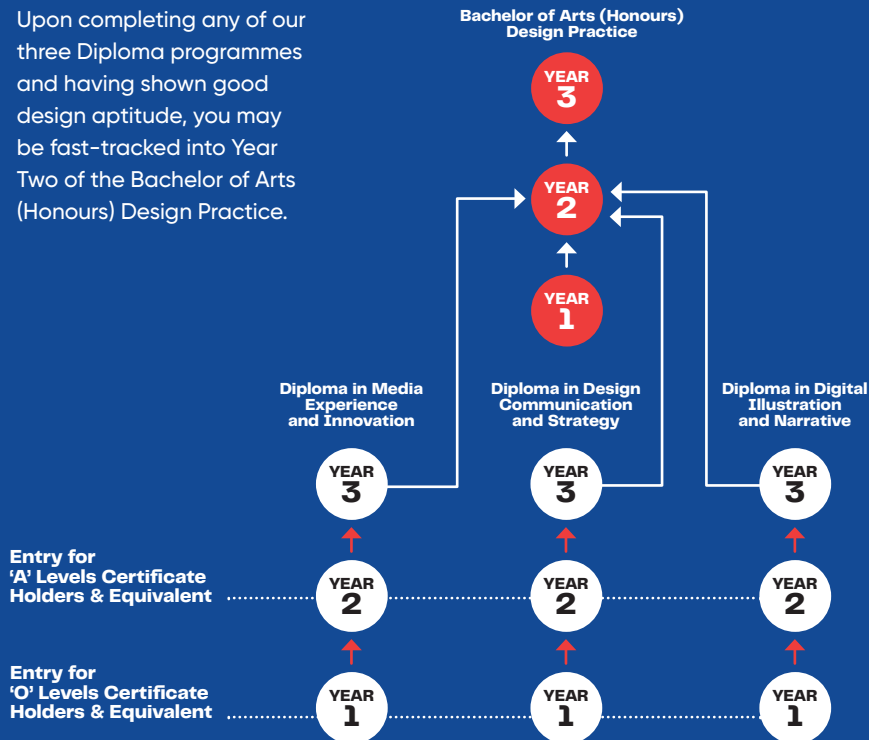 Upon completing any of our
three Diploma programmes
and having shown good
design aptitude, you may
be fast-tracked into Year
Two of the Bachelor of Arts
(Honours) Design Practice.
Bachelor of Arts (Honours)
Design Practice
YEAR
3
YEAR
2
YEAR
1
Diploma in Media
Experience
and Innovation
Diploma in Design
Communication
and Strategy
Diploma in Digital
Illustration
and Narrative
YEAR
3
YEAR
3
YEAR
3
Entry for
‘A’ Levels Certificate
Holders & Equivalent
YEAR
2
YEAR
2
YEAR
2
Entry for
‘O’ Levels Certificate
Holders & Equivalent
YEAR
1
YEAR
1
YEAR
1